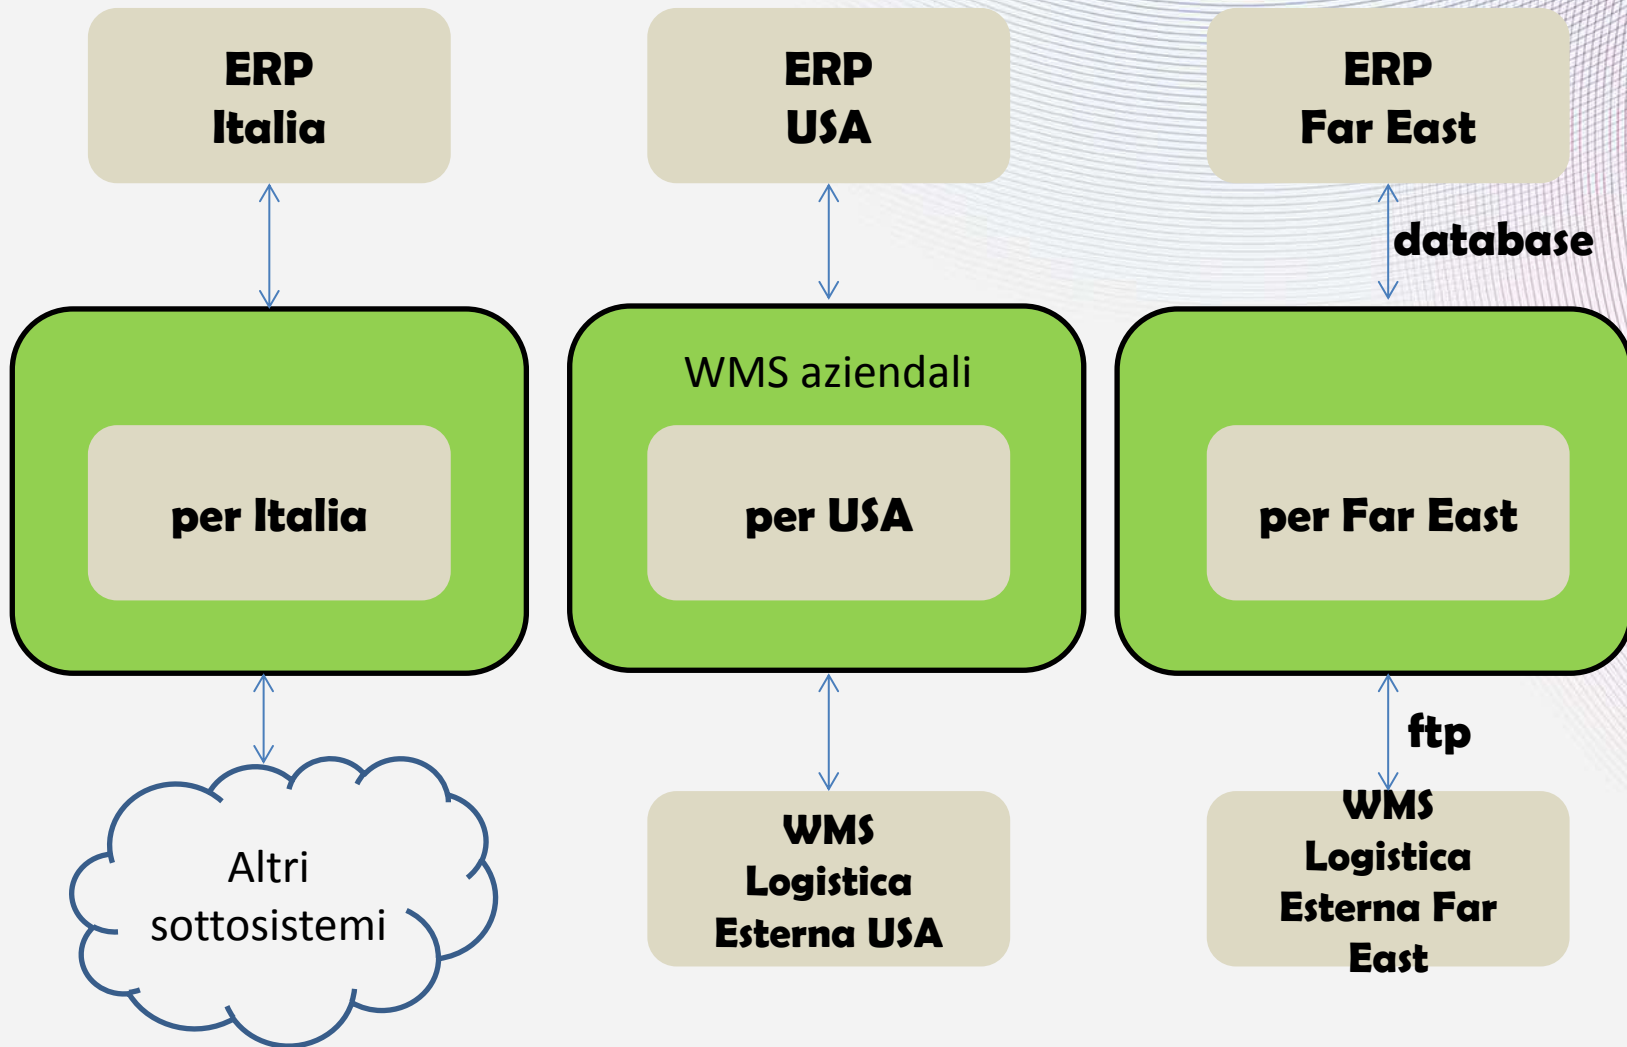 ERP
Italia
ERP
USA
ERP
Far East
database
WMS aziendali
per Italia
per USA
per Far East
ftp
Altri
sottosistemi
WMS
Logistica
Esterna USA
WMS
Logistica
Esterna Far
East